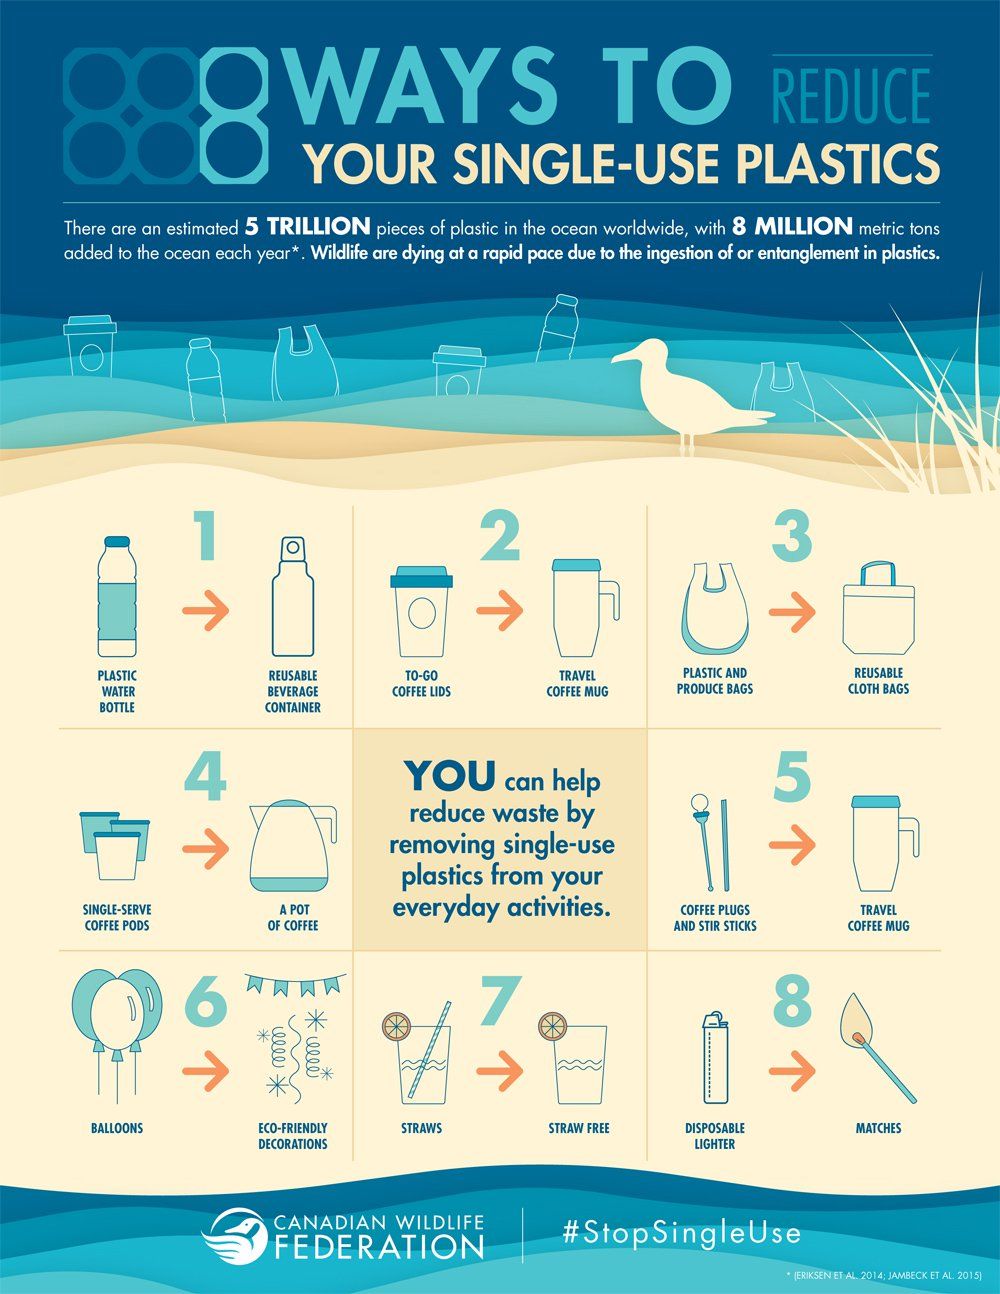 8 WAYS TO REDUCE
YOUR SINGLE-USE PLASTICS
There are an estimated 5 TRILLION pieces of plastic in the ocean worldwide, with 8 MILLION metric tons
added to the ocean each year*. Wildlife are dying at a rapid pace due to the ingestion of or entanglement in plastics.
1
PLASTIC
WATER
BOTTLE
REUSABLE
BEVERAGE
CONTAINER
2
TO-GO
COFFEE LIDS
TRAVEL
COFFEE MUG
3
PLASTIC AND
PRODUCE BAGS
REUSABLE
CLOTH BAGS
4
SINGLE-SERVE
COFFEE PODS
A POT
OF COFFEE
YOU can help
reduce waste by
removing single-use
plastics from your
everyday activities.
5
COFFEE PLUGS
AND STIR STICKS
TRAVEL
COFFEE MUG
6
BALLOONS
ECO-FRIENDLY
DECORATIONS
7
STRAWS
STRAW FREE
8
DISPOSABLE
LIGHTER
MATCHES
CANADIAN WILDLIFE
FEDERATION
#StopSingleUse
* (ERIKSEN ET AL. 2014; JAMBECK ET AL. 2015)